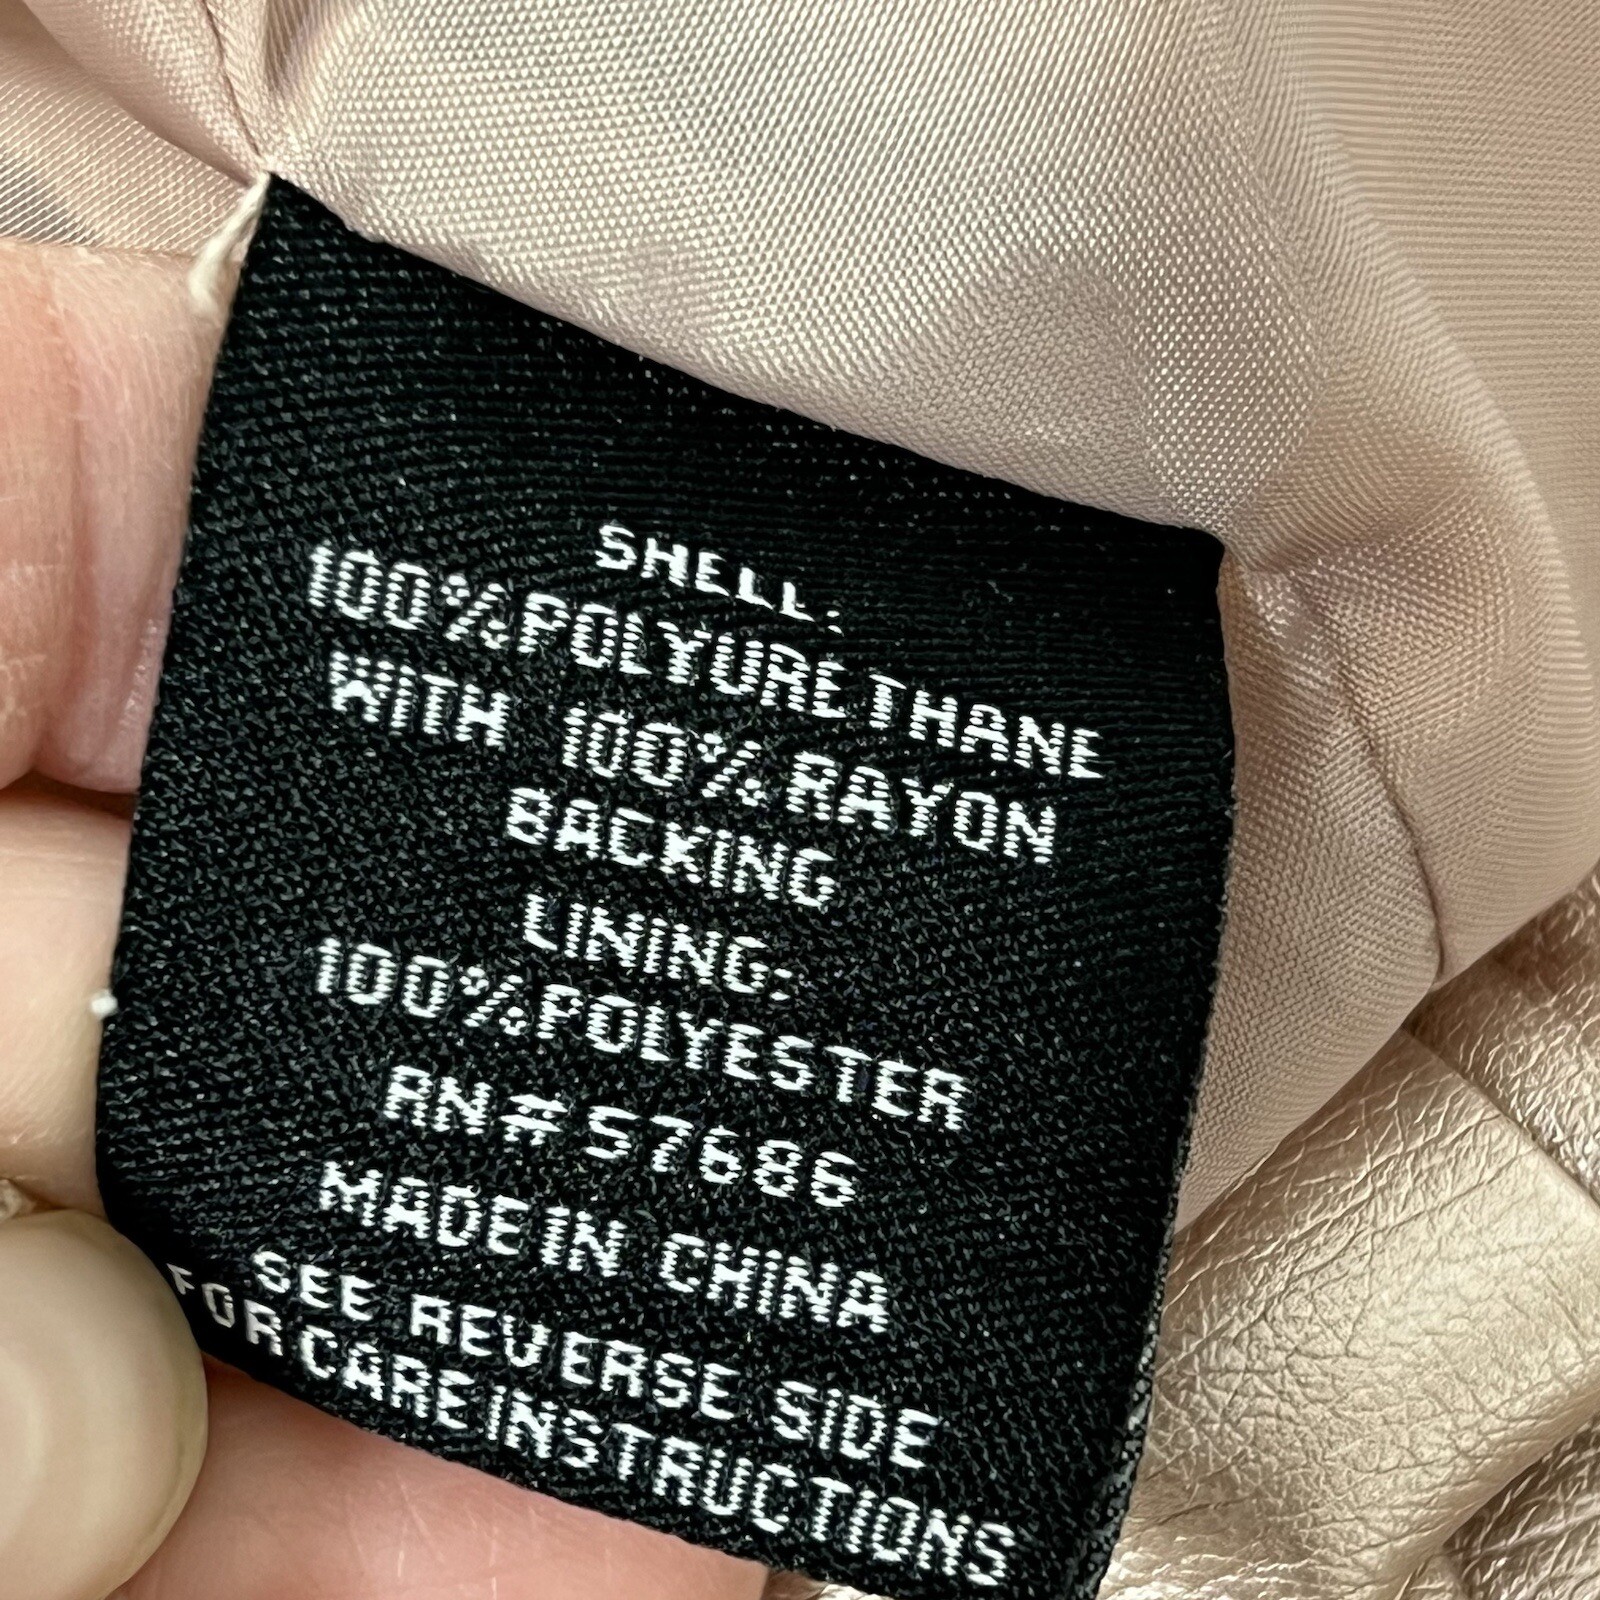 SHELL:
100%POLYURETHANE
WITH 100%RAYON
BACKING
LINING:
100%POLYESTER
RN#57686
MADE IN CHINA
SEE REVERSE SIDE
FOR CARE INSTRUCTIONS